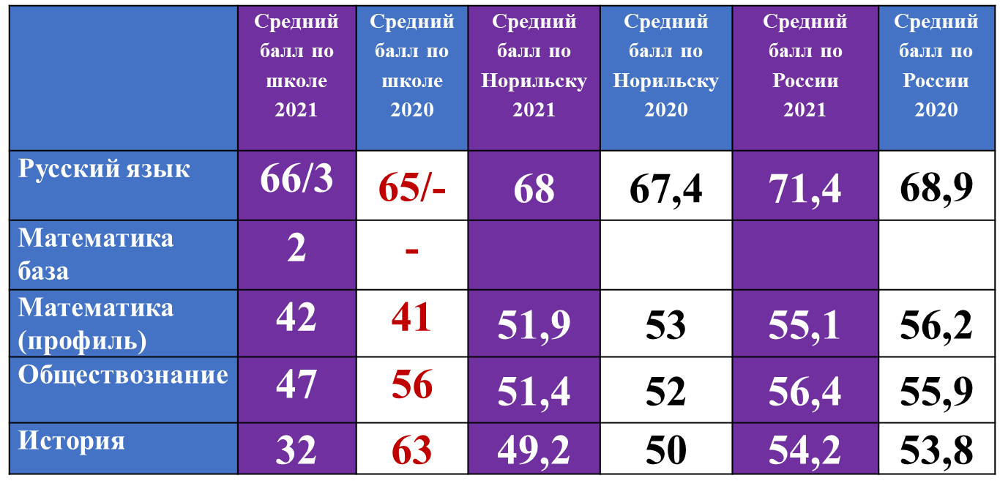 Средний балл по школе 2021
Средний балл по школе 2020
Средний балл по Норильску 2021
Средний балл по Норильску 2020
Средний балл по России 2021
Средний балл по России 2020
Русский язык 66/3 65/- 68 67,4 71,4 68,9
Математика база 2 -
Математика (профиль) 42 41 51,9 53 55,1 56,2
Обществознание 47 56 51,4 52 56,4 55,9
История 32 63 49,2 50 54,2 53,8